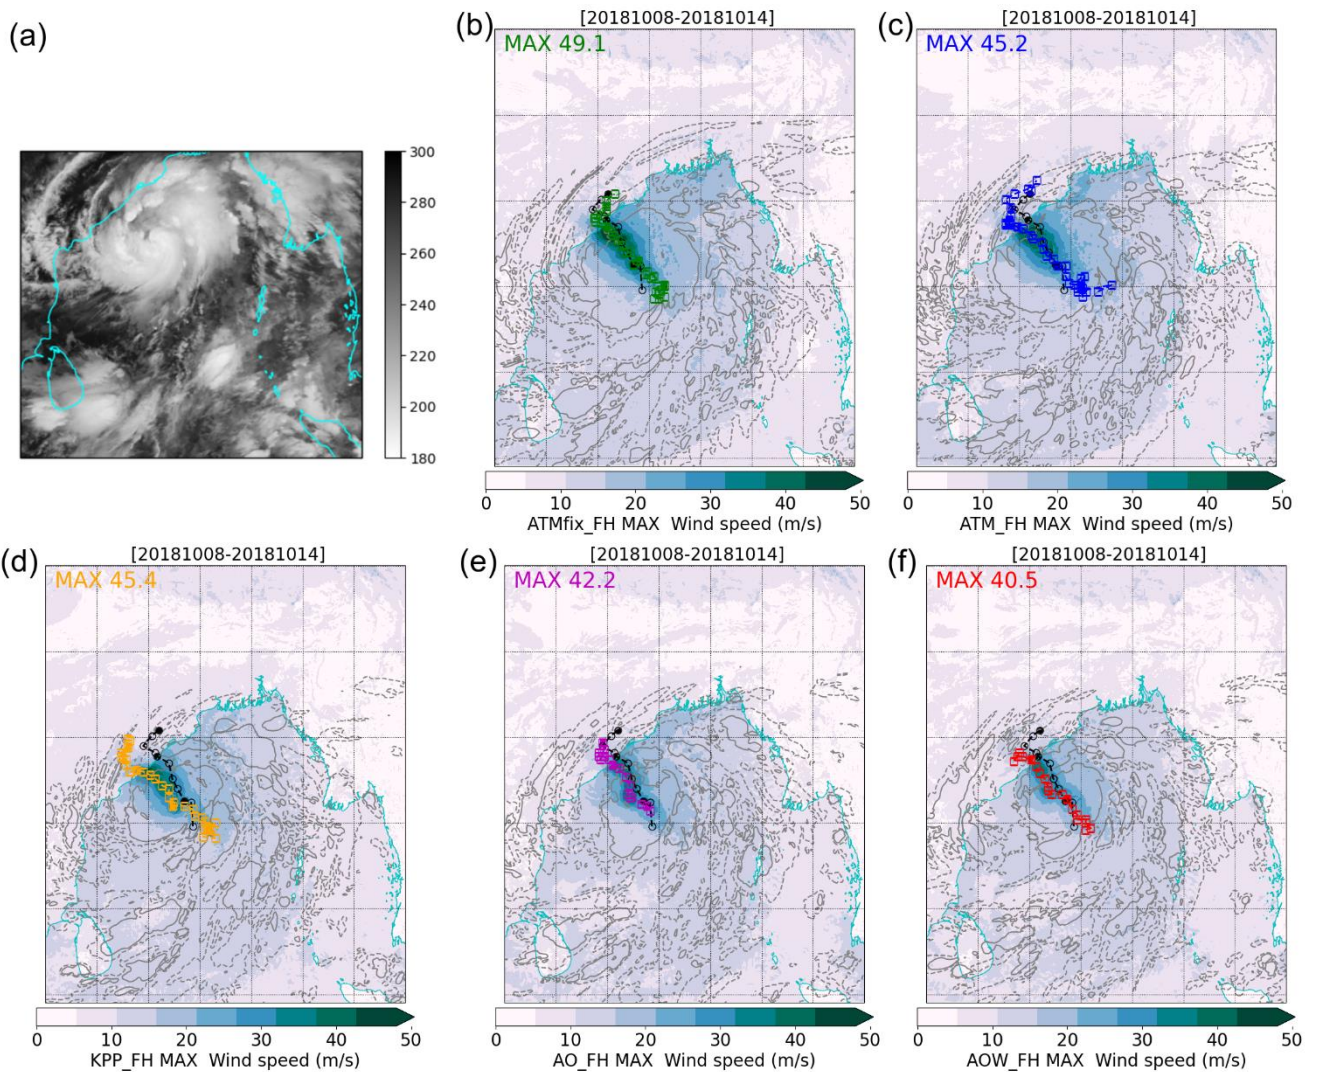 (a)
300
280
260
240
220
200
180
(b)
[20181008-20181014]
MAX 49.1
0 10 20 30 40 50
ATMfix_FH MAX Wind speed (m/s)
(c)
[20181008-20181014]
MAX 45.2
0 10 20 30 40 50
ATM_FH MAX Wind speed (m/s)
(d)
[20181008-20181014]
MAX 45.4
0 10 20 30 40 50
KPP_FH MAX Wind speed (m/s)
(e)
[20181008-20181014]
MAX 42.2
0 10 20 30 40 50
AO_FH MAX Wind speed (m/s)
(f)
[20181008-20181014]
MAX 40.5
0 10 20 30 40 50
AOW_FH MAX Wind speed (m/s)